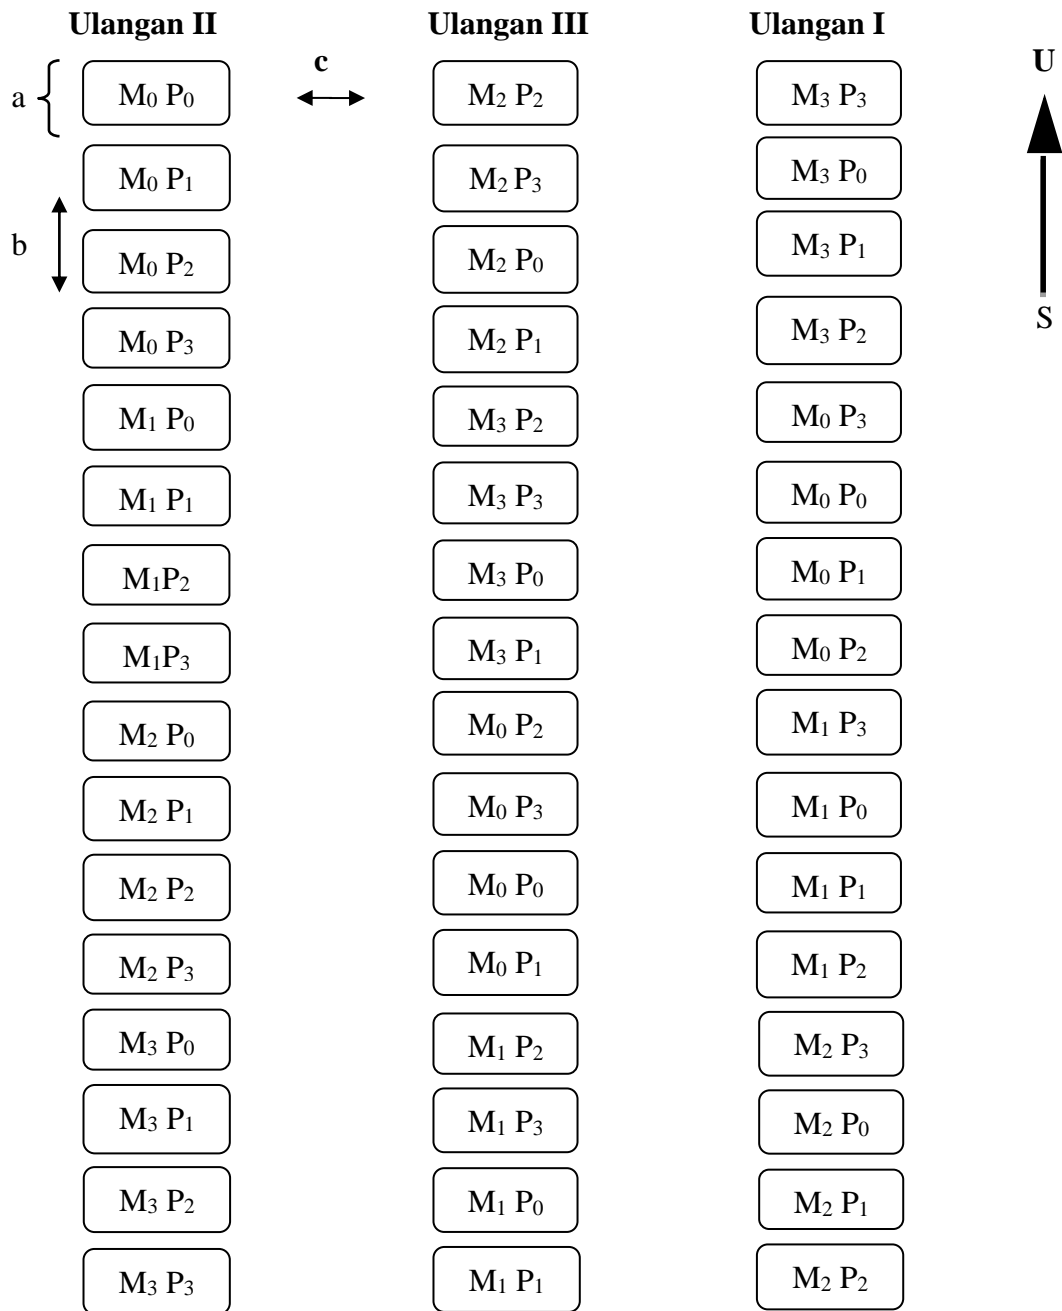 Ulangan II Ulangan III Ulangan I
c U
a M₀ P₀ M₂ P₂ M₃ P₃
M₀ P₁ M₂ P₃ M₃ P₀
b M₀ P₂ M₂ P₀ M₃ P₁
S
M₀ P₃ M₂ P₁ M₃ P₂
M₁ P₀ M₃ P₂ M₀ P₃
M₁ P₁ M₃ P₃ M₀ P₀
M₁P₂ M₃ P₀ M₀ P₁
M₁P₃ M₃ P₁ M₀ P₂
M₂ P₀ M₀ P₂ M₁ P₃
M₂ P₁ M₀ P₃ M₁ P₀
M₂ P₂ M₀ P₀ M₁ P₁
M₂ P₃ M₀ P₁ M₁ P₂
M₃ P₀ M₁ P₂ M₂ P₃
M₃ P₁ M₁ P₃ M₂ P₀
M₃ P₂ M₁ P₀ M₂ P₁
M₃ P₃ M₁ P₁ M₂ P₂